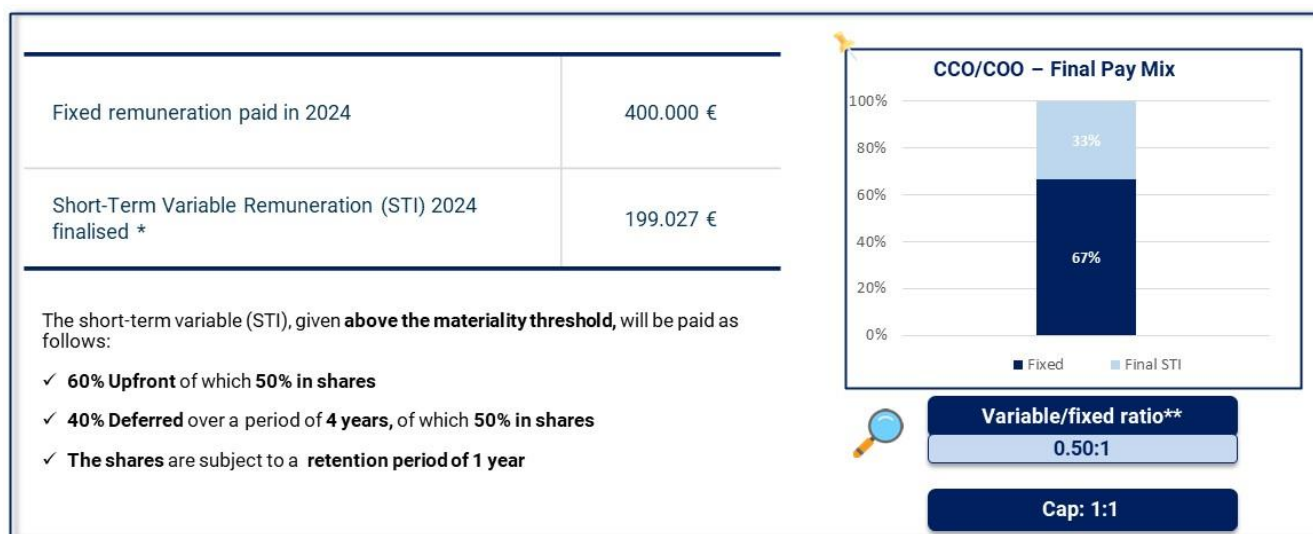 Fixed remuneration paid in 2024
400.000 €
Short-Term Variable Remuneration (STI) 2024
finalised *
199.027 €
The short-term variable (STI), given above the materiality threshold, will be paid as
follows:
✓ 60% Upfront of which 50% in shares
✓ 40% Deferred over a period of 4 years, of which 50% in shares
✓ The shares are subject to a retention period of 1 year
CCO/COO – Final Pay Mix
100%
80%
60%
40%
20%
0%
33%
67%
Fixed
Final STI
Variable/fixed ratio**
0.50:1
Cap: 1:1